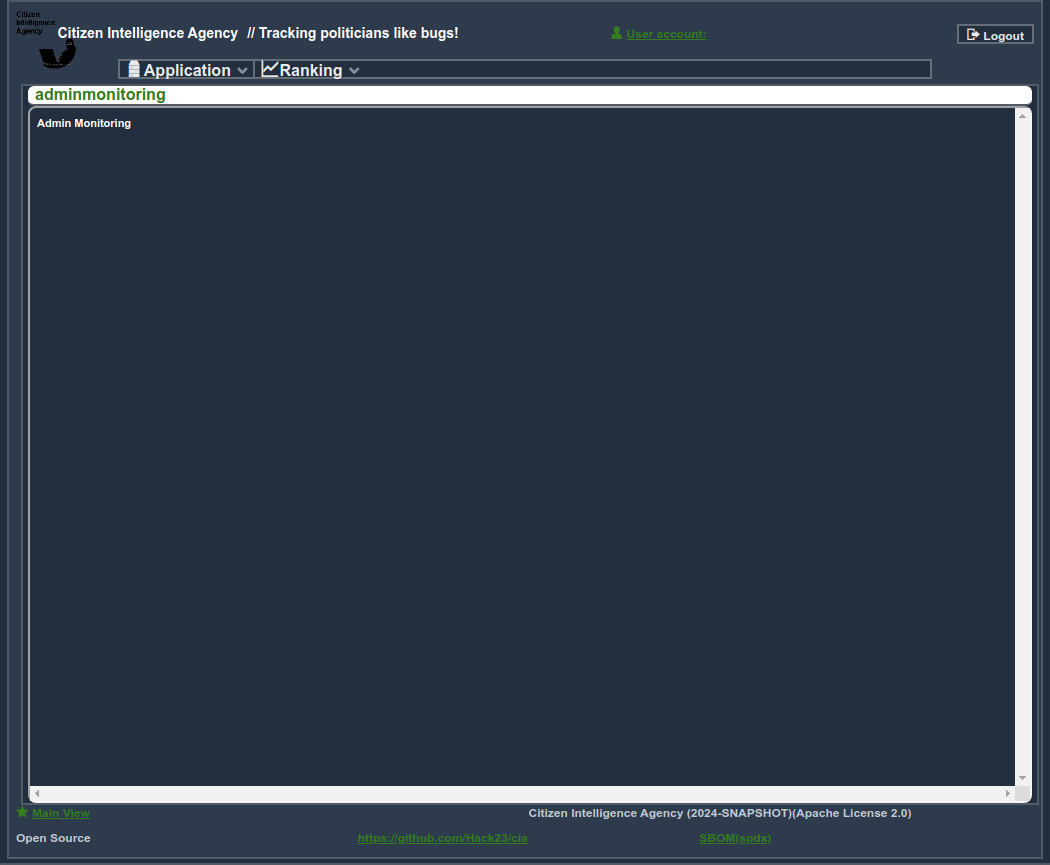 Citizen
Intelligence
Agency
Citizen Intelligence Agency // Tracking politicians like bugs!
User account:
Logout
Application
Ranking
adminmonitoring
Admin Monitoring
Main View
Citizen Intelligence Agency (2024-SNAPSHOT)(Apache License 2.0)
Open Source
https://github.com/Hack23/cia
SBOM(spdx)